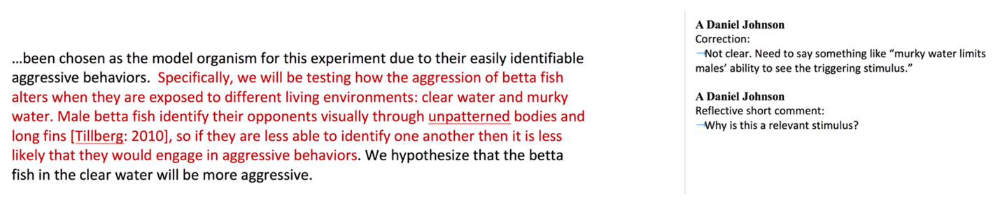 ...been chosen as the model organism for this experiment due to their easily identifiable
aggressive behaviors.  Specifically, we will be testing how the aggression of betta fish
alters when they are exposed to different living environments: clear water and murky
water. Male betta fish identify their opponents visually through unpatterned bodies and
long fins [Tillberg: 2010], so if they are less able to identify one another then it is less
likely that they would engage in aggressive behaviors. We hypothesize that the betta
fish in the clear water will be more aggressive.
A Daniel Johnson
Correction:
Not clear. Need to say something like “murky water limits
males’ ability to see the triggering stimulus.”
A Daniel Johnson
Reflective short comment:
Why is this a relevant stimulus?